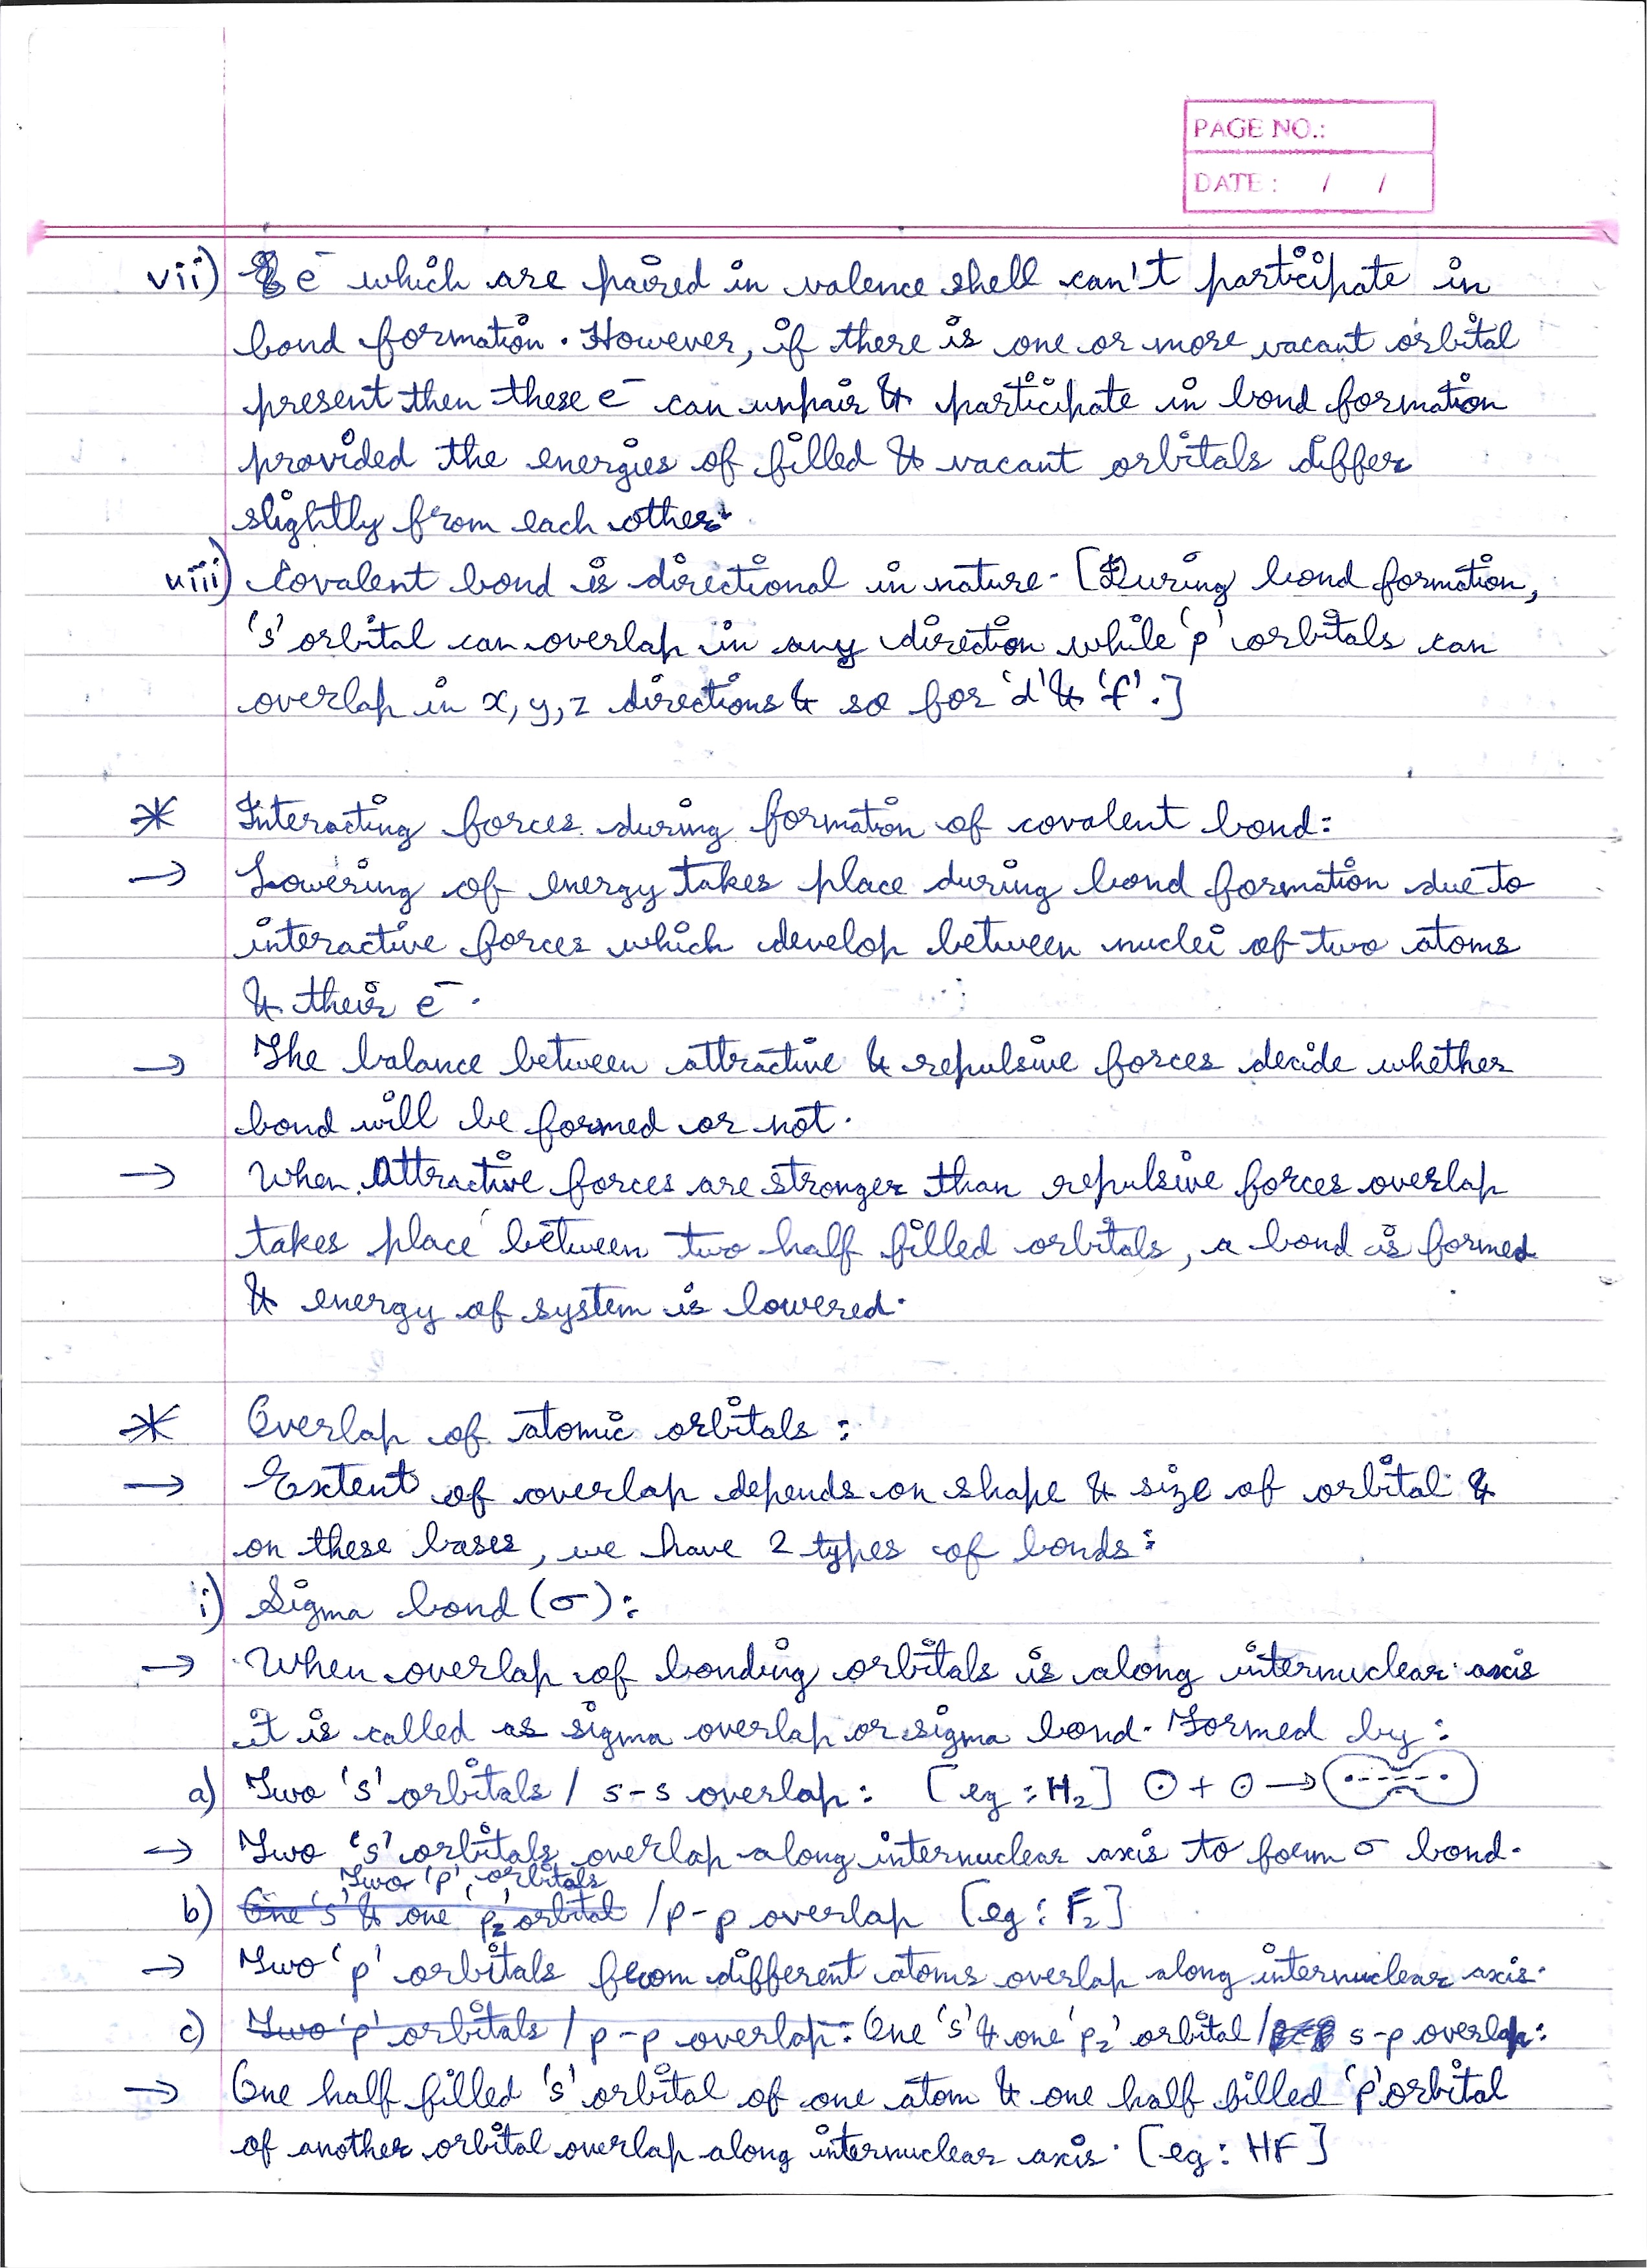 PAGE NO.:
DATE : / /
vii) e⁻ which are paired in valence shell can't participate in
bond formation. However, if there is one or more vacant orbital
present then these e⁻ can unpair & participate in bond formation
provided the energies of filled & vacant orbitals differ
slightly from each other.
viii) Covalent bond is directional in nature. [During bond formation,
's' orbital can overlap in any direction while 'p' orbitals can
overlap in x, y, z directions & so for 'd' & 'f'.]
* Interacting forces during formation of covalent bond:
→ Lowering of energy takes place during bond formation due to
interactive forces which develop between nuclei of two atoms
& their e⁻.
→ The balance between attractive & repulsive forces decide whether
bond will be formed or not.
→ When Attractive forces are stronger than repulsive forces overlap
takes place between two half filled orbitals, a bond is formed
& energy of system is lowered.
* Overlap of atomic orbitals :
→ Extent of overlap depends on shape & size of orbital &
on these bases, we have 2 types of bonds:
i) Sigma bond (σ):
→ When overlap of bonding orbitals is along internuclear axis
it is called as sigma overlap or sigma bond. Formed by:
a) Two 's' orbitals / s-s overlap: [eg : H₂] + →
→ Two 's' orbitals overlap along internuclear axis to form σ bond.
Two 'p' orbitals
b) One 's' & one 'pz' orbital / p-p overlap [eg : F₂]
→ Two 'p' orbitals from different atoms overlap along internuclear axis.
c) Two 'p' orbitals / p-p overlap: One 's' & one 'pz' orbital / s-p overlap:
→ One half filled 's' orbital of one atom & one half filled 'p' orbital
of another orbital overlap along internuclear axis. [eg : HF]